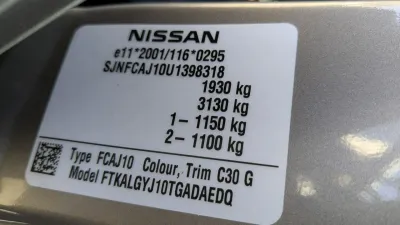 NISSAN
e11*2001/116*0295
SJNFCAJ10U1398318
1930 kg
3130 kg
1- 1150 kg
2- 1100 kg
Type FCAJ10 Colour, Trim C30 G
Model FTKALGYJ10TGADAEDQ